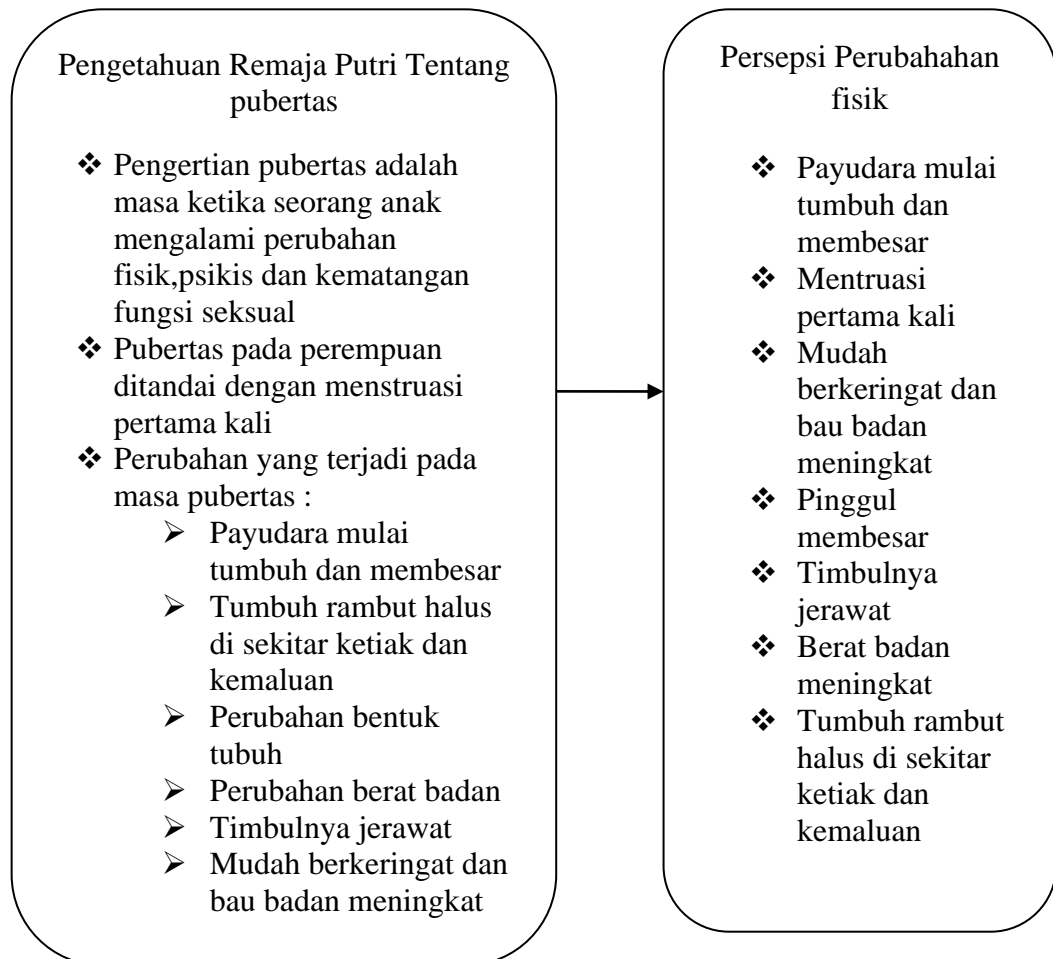 Pengetahuan Remaja Putri Tentang
pubertas
❖ Pengertian pubertas adalah
masa ketika seorang anak
mengalami perubahan
fisik,psikis dan kematangan
fungsi seksual
❖ Pubertas pada perempuan
ditandai dengan menstruasi
pertama kali
❖ Perubahan yang terjadi pada
masa pubertas :
➢ Payudara mulai
tumbuh dan membesar
➢ Tumbuh rambut halus
di sekitar ketiak dan
kemaluan
➢ Perubahan bentuk
tubuh
➢ Perubahan berat badan
➢ Timbulnya jerawat
➢ Mudah berkeringat dan
bau badan meningkat
Persepsi Perubahahan
fisik
❖ Payudara mulai
tumbuh dan
membesar
❖ Mentruasi
pertama kali
❖ Mudah
berkeringat dan
bau badan
meningkat
❖ Pinggul
membesar
❖ Timbulnya
jerawat
❖ Berat badan
meningkat
❖ Tumbuh rambut
halus di sekitar
ketiak dan
kemaluan